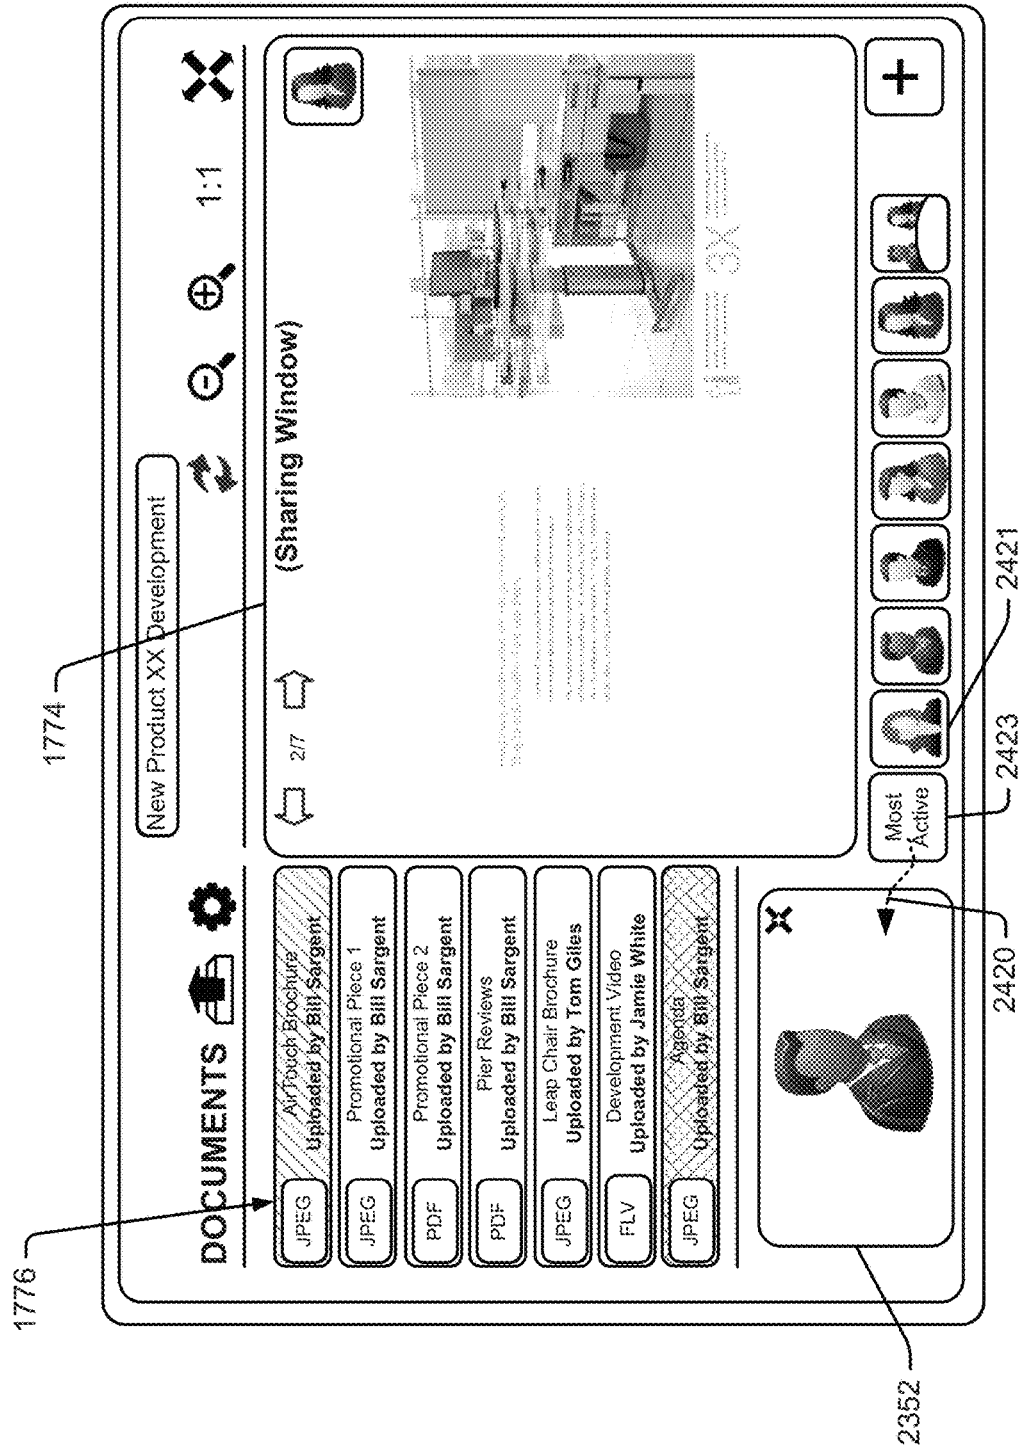 New Product XX Development
DOCUMENTS
1:1
JPEG
AirTouch Brochure
Uploaded by Bill Sargent
JPEG
Promotional Piece 1
Uploaded by Bill Sargent
PDF
Promotional Piece 2
Uploaded by Bill Sargent
PDF
Pier Reviews
Uploaded by Bill Sargent
JPEG
Leap Chair Brochure
Uploaded by Tom Giles
FLV
Development Video
Uploaded by Jamie White
JPEG
Agenda
Uploaded by Bill Sargent
2/7
(Sharing Window)
3X
Most
Active
+
1776
1774
2352
2420
2423
2421